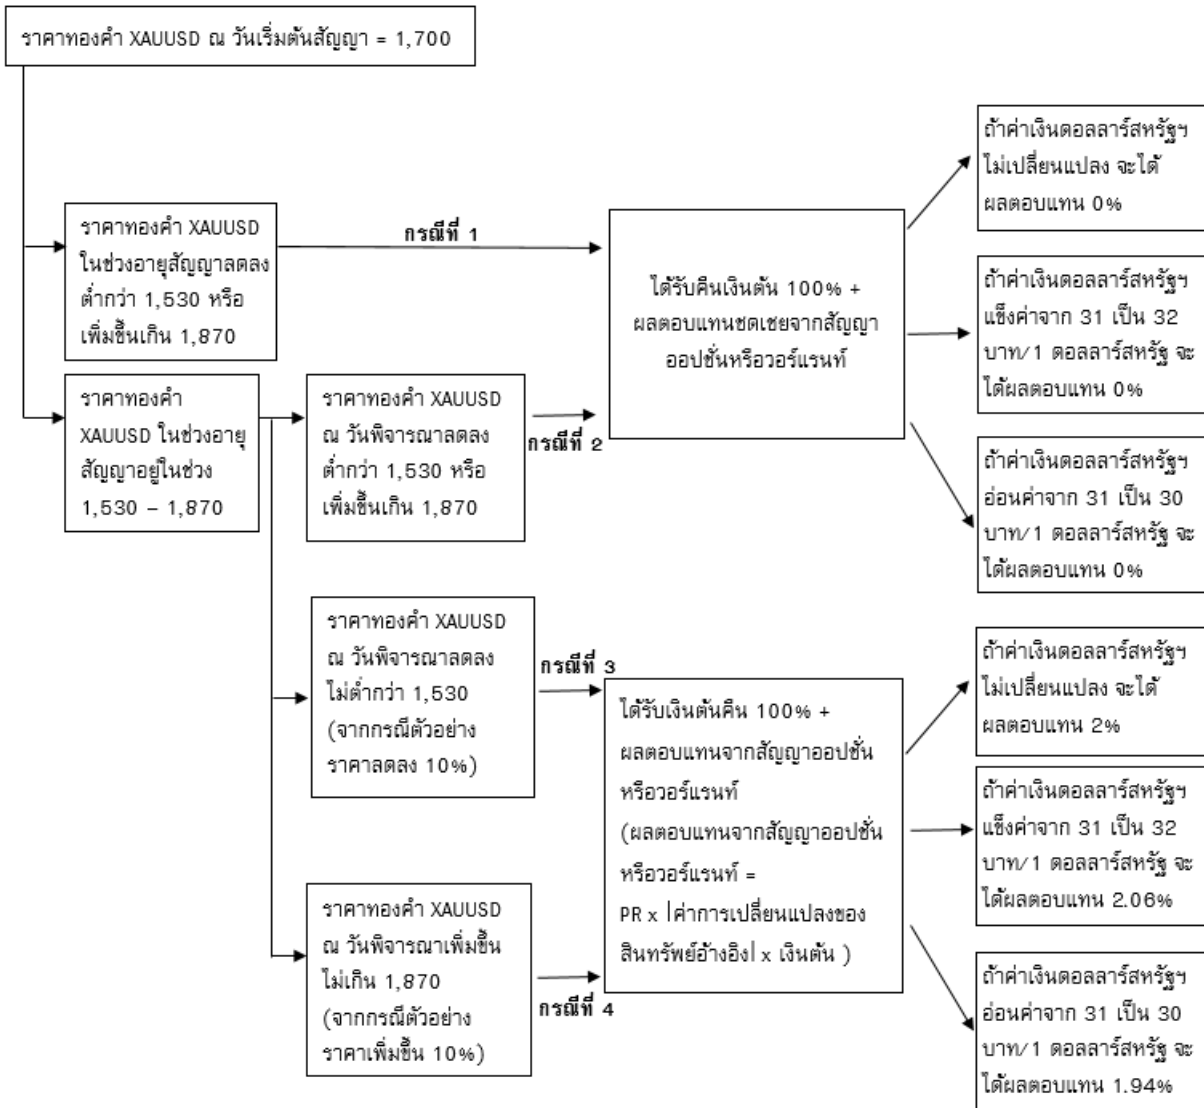 ราคาทองคำ XAUUSD ณ วันเริ่มต้นสัญญา = 1,700
ราคาทองคำ XAUUSD
ในช่วงอายุสัญญาลดลง
ต่ำกว่า 1,530 หรือ
เพิ่มขึ้นเกิน 1,870
กรณีที่ 1
ได้รับคืนเงินต้น 100% +
ผลตอบแทนชดเชยจากสัญญา
ออปชั่นหรือวอร์แรนท์
ถ้าค่าเงินดอลลาร์สหรัฐฯ
ไม่เปลี่ยนแปลง จะได้
ผลตอบแทน 0%
ถ้าค่าเงินดอลลาร์สหรัฐฯ
แข็งค่าจาก 31 เป็น 32
บาท/1 ดอลลาร์สหรัฐ จะ
ได้ผลตอบแทน 0%
ถ้าค่าเงินดอลลาร์สหรัฐฯ
อ่อนค่าจาก 31 เป็น 30
บาท/1 ดอลลาร์สหรัฐ จะ
ได้ผลตอบแทน 0%
ราคาทองคำ
XAUUSD ในช่วงอายุ
สัญญาอยู่ในช่วง
1,530 – 1,870
ราคาทองคำ XAUUSD
ณ วันพิจารณาลดลง
ต่ำกว่า 1,530 หรือ
เพิ่มขึ้นเกิน 1,870
กรณีที่ 2
ราคาทองคำ XAUUSD
ณ วันพิจารณาลดลง
ไม่ต่ำกว่า 1,530
(จากกรณีตัวอย่าง
ราคาลดลง 10%)
กรณีที่ 3
ราคาทองคำ XAUUSD
ณ วันพิจารณาเพิ่มขึ้น
ไม่เกิน 1,870
(จากกรณีตัวอย่าง
ราคาเพิ่มขึ้น 10%)
กรณีที่ 4
ได้รับเงินต้นคืน 100% +
ผลตอบแทนจากสัญญาออปชั่น
หรือวอร์แรนท์
(ผลตอบแทนจากสัญญาออปชั่น
หรือวอร์แรนท์ =
PR x |ค่าการเปลี่ยนแปลงของ
สินทรัพย์อ้างอิง| x เงินต้น )
ถ้าค่าเงินดอลลาร์สหรัฐฯ
ไม่เปลี่ยนแปลง จะได้
ผลตอบแทน 2%
ถ้าค่าเงินดอลลาร์สหรัฐฯ
แข็งค่าจาก 31 เป็น 32
บาท/1 ดอลลาร์สหรัฐ จะ
ได้ผลตอบแทน 2.06%
ถ้าค่าเงินดอลลาร์สหรัฐฯ
อ่อนค่าจาก 31 เป็น 30
บาท/1 ดอลลาร์สหรัฐ จะ
ได้ผลตอบแทน 1.94%